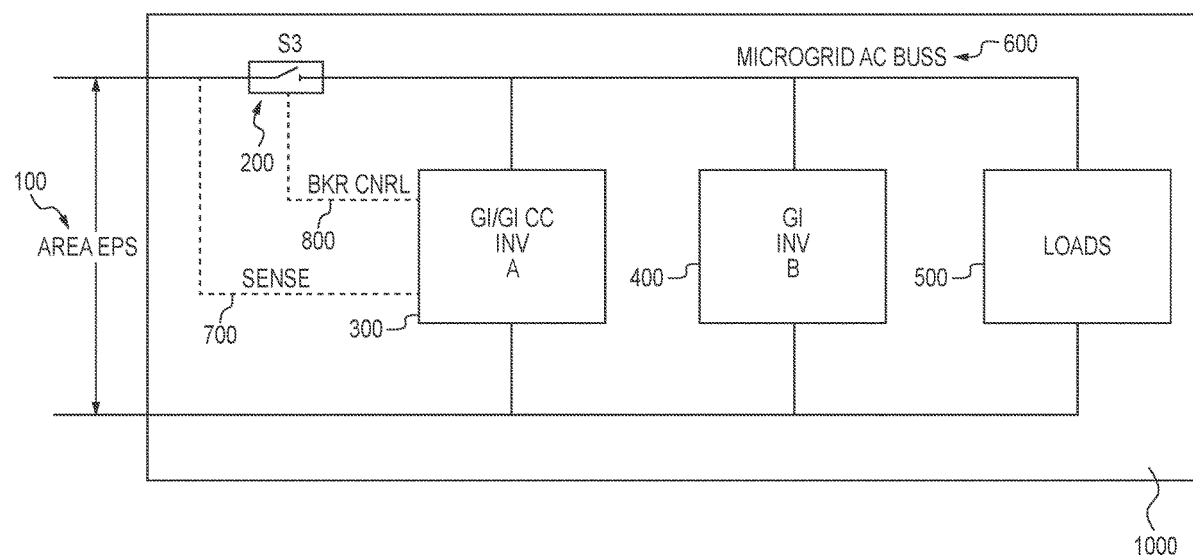 S3
MICROGRID AC BUSS
600
200
100
AREA EPS
BKR CNRL
800
GI/GI CC
INV
A
GI
INV
B
LOADS
SENSE
700
300
400
500
1000